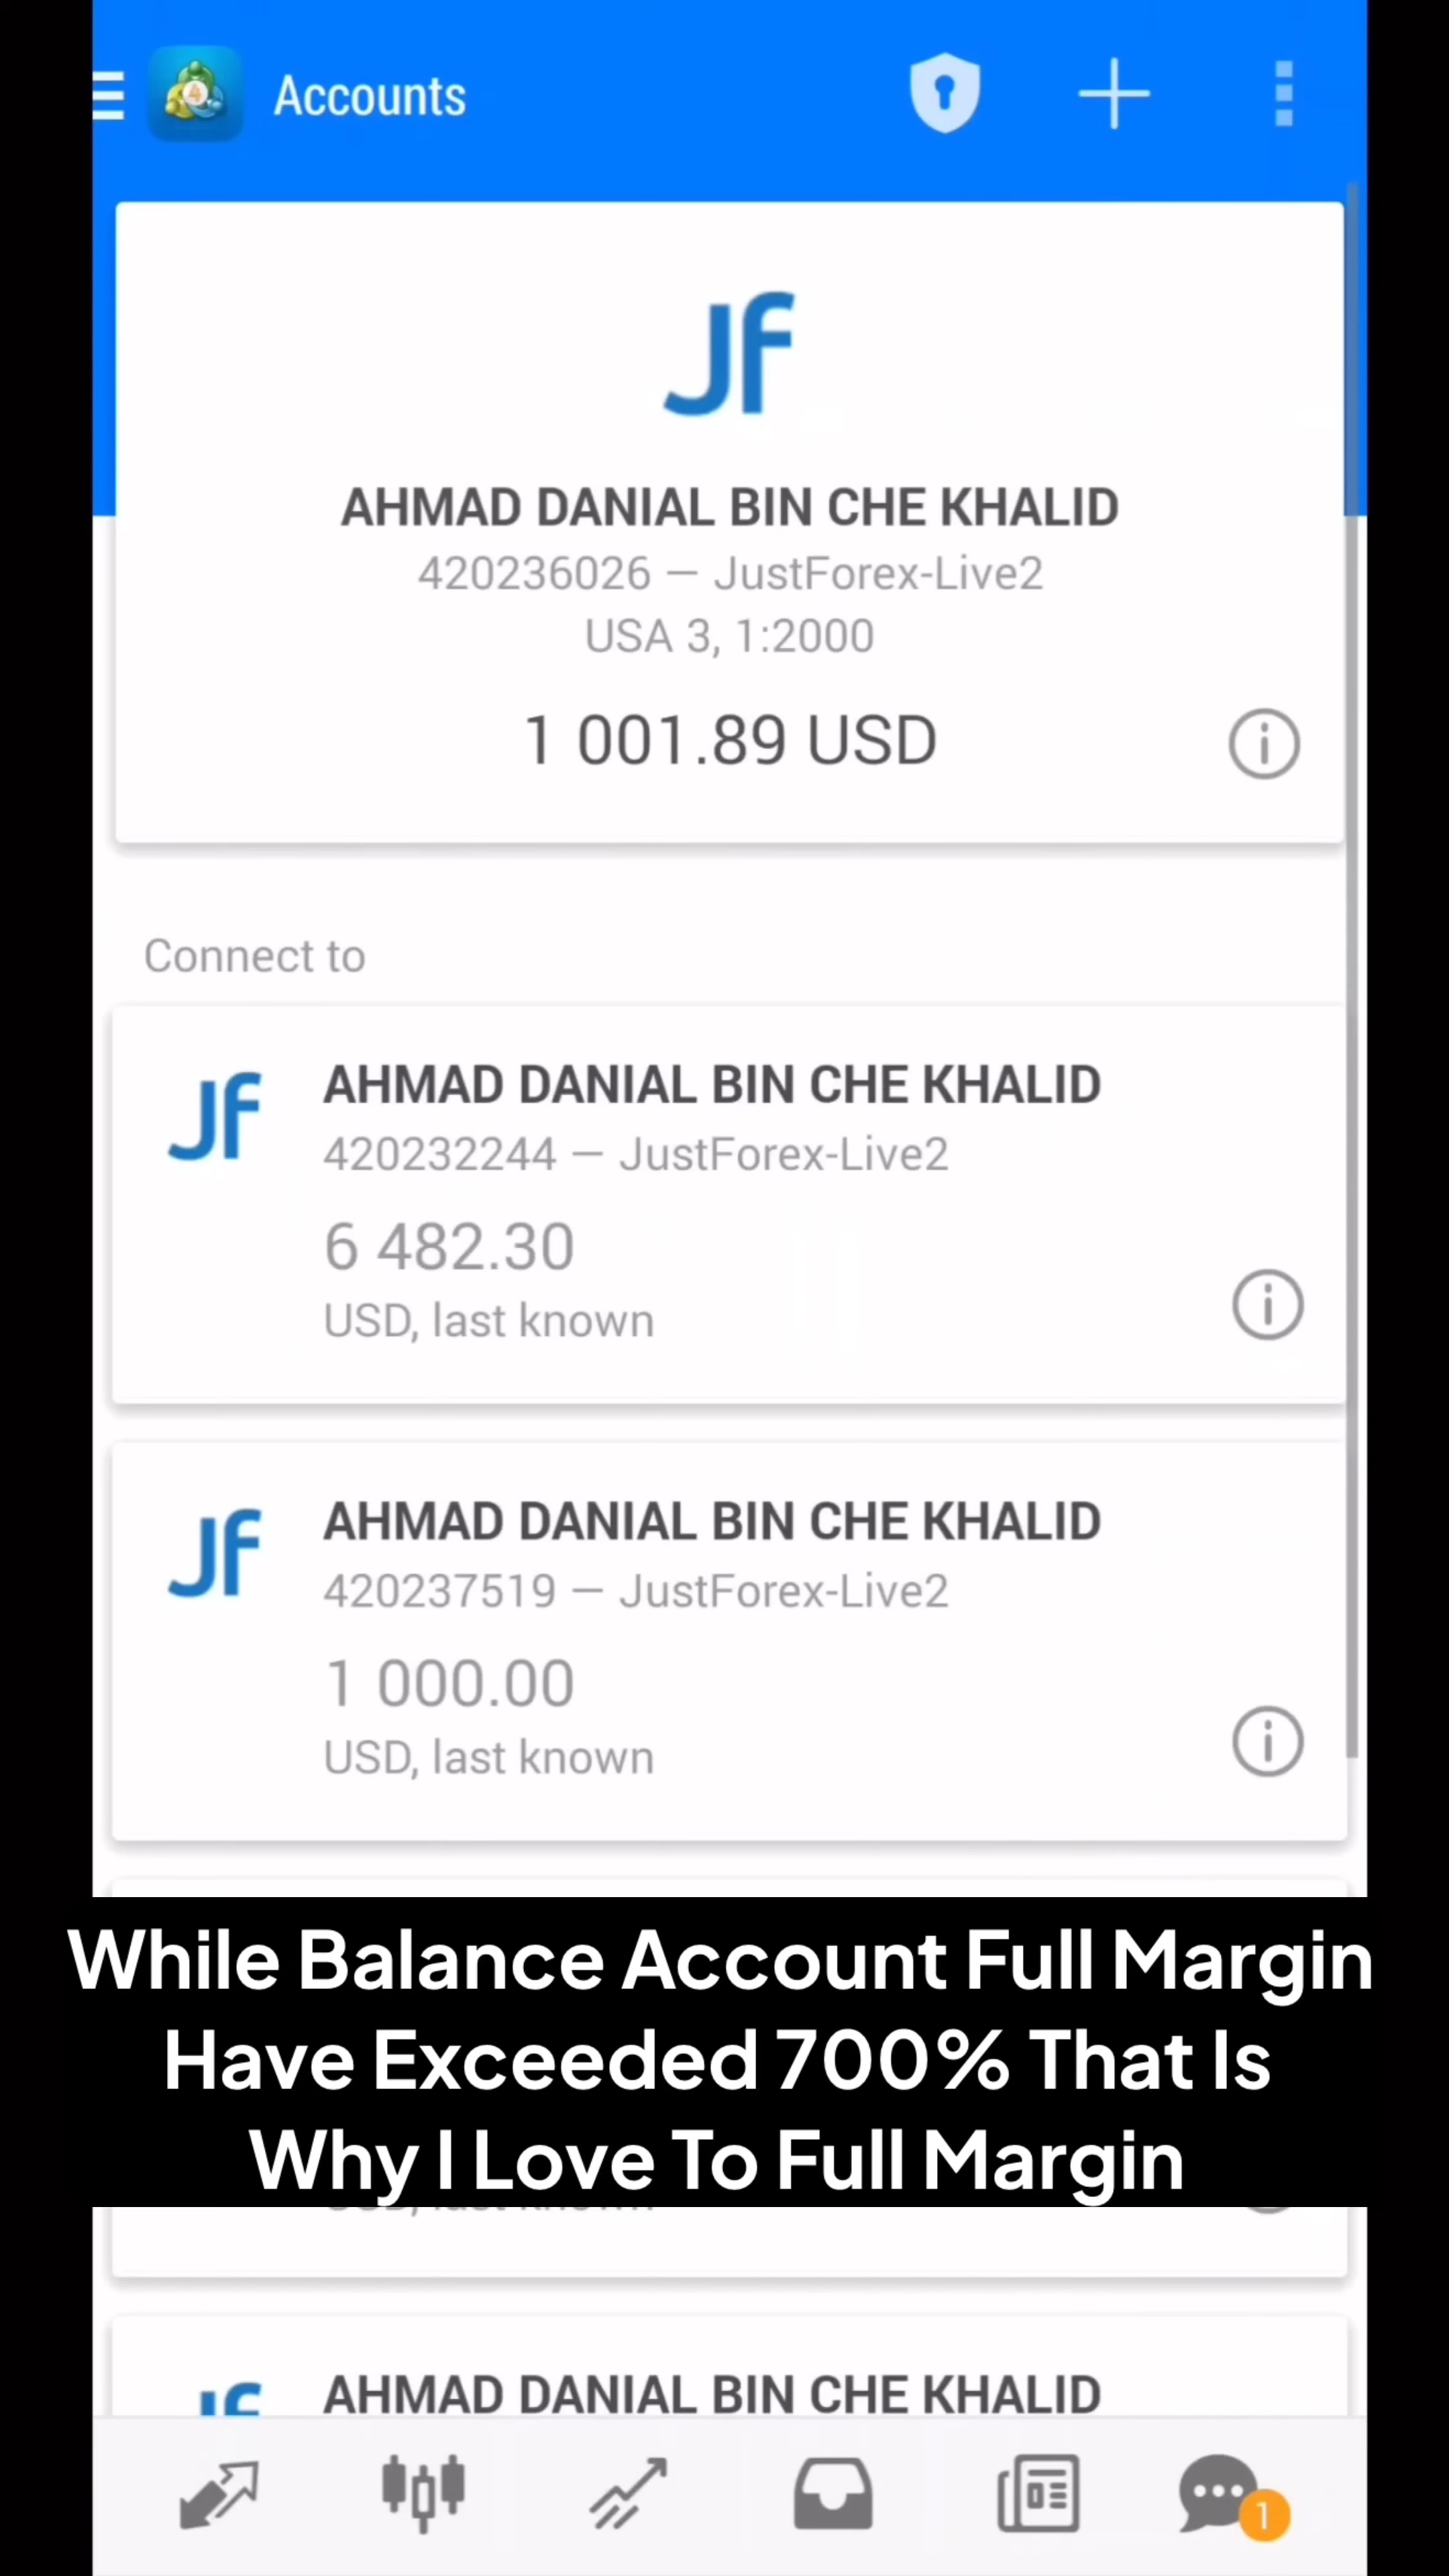 4
Accounts
Jf
AHMAD DANIAL BIN CHE KHALID
420236026 — JustForex-Live2
USA 3, 1:2000
1 001.89 USD
Connect to
Jf
AHMAD DANIAL BIN CHE KHALID
420232244 — JustForex-Live2
6 482.30
USD, last known
Jf
AHMAD DANIAL BIN CHE KHALID
420237519 — JustForex-Live2
1 000.00
USD, last known
While Balance Account Full Margin
Have Exceeded 700% That Is
Why I Love To Full Margin
AHMAD DANIAL BIN CHE KHALID
1